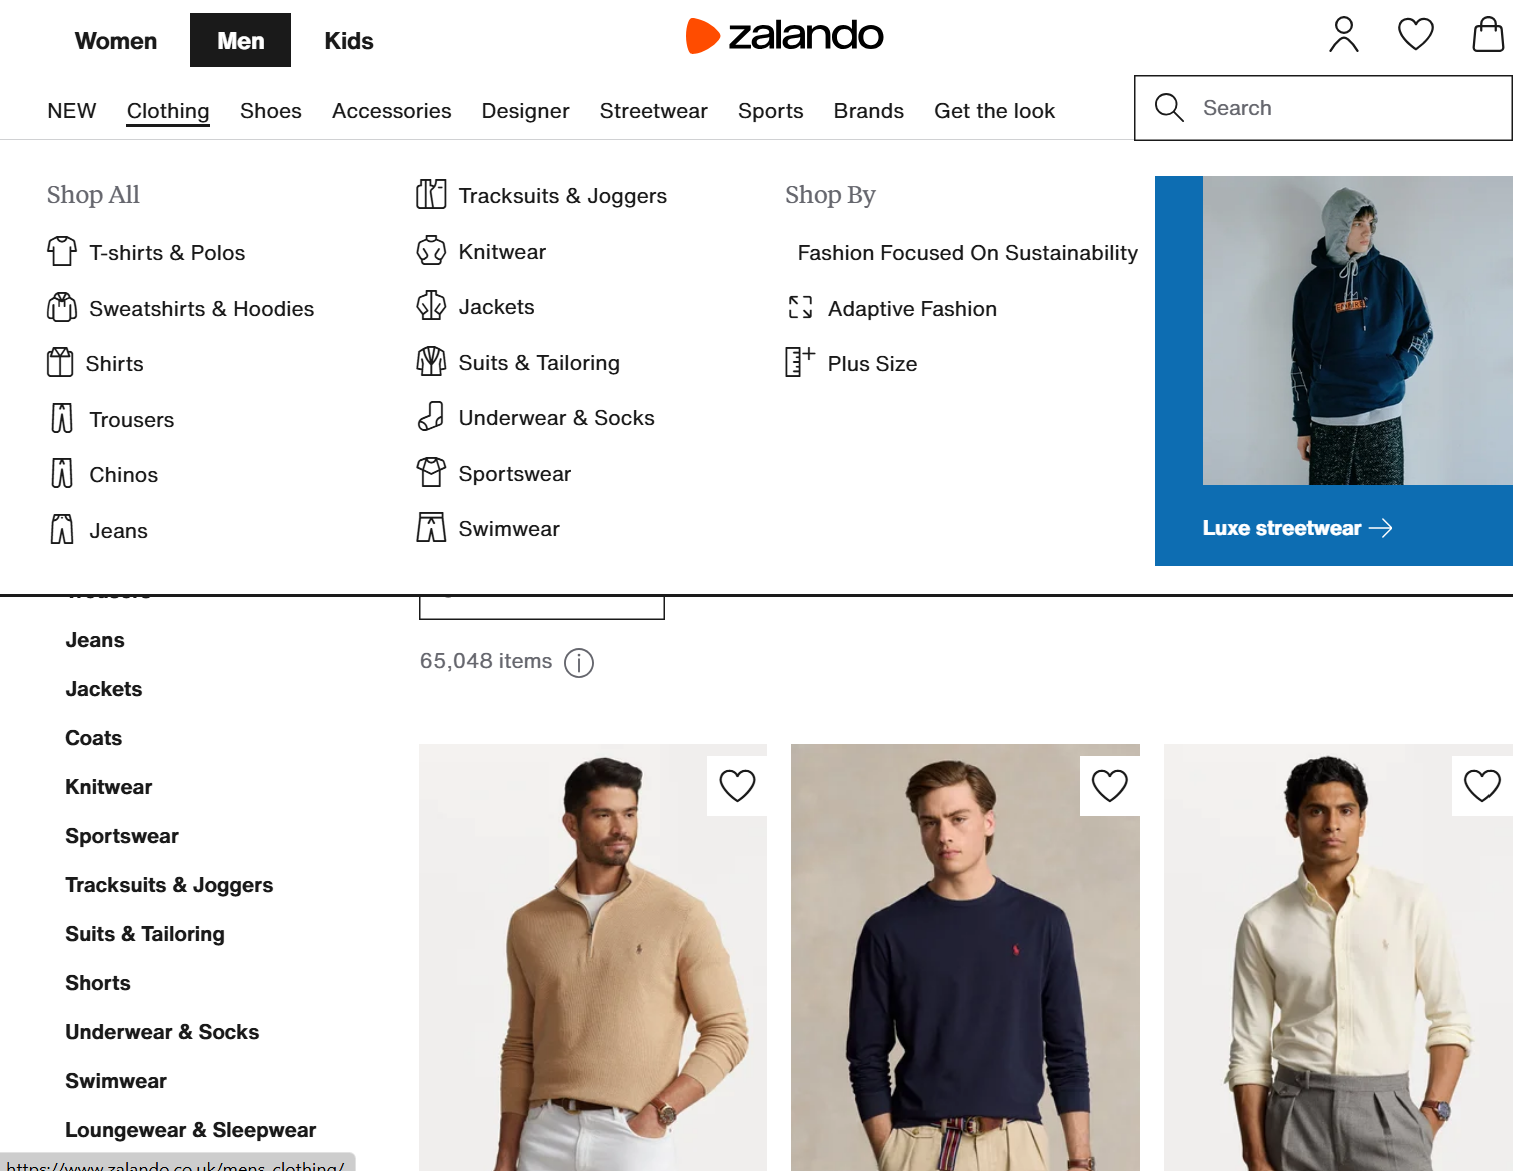 Women
Men
Kids
zalando
NEW
Clothing
Shoes
Accessories
Designer
Streetwear
Sports
Brands
Get the look
Search
Shop All
T-shirts & Polos
Sweatshirts & Hoodies
Shirts
Trousers
Chinos
Jeans
Tracksuits & Joggers
Knitwear
Jackets
Suits & Tailoring
Underwear & Socks
Sportswear
Swimwear
Shop By
Fashion Focused On Sustainability
Adaptive Fashion
Plus Size
Luxe streetwear
Jeans
Jackets
Coats
Knitwear
Sportswear
Tracksuits & Joggers
Suits & Tailoring
Shorts
Underwear & Socks
Swimwear
Loungewear & Sleepwear
65,048 items
https://www.zalando.co.uk/mens-clothing/